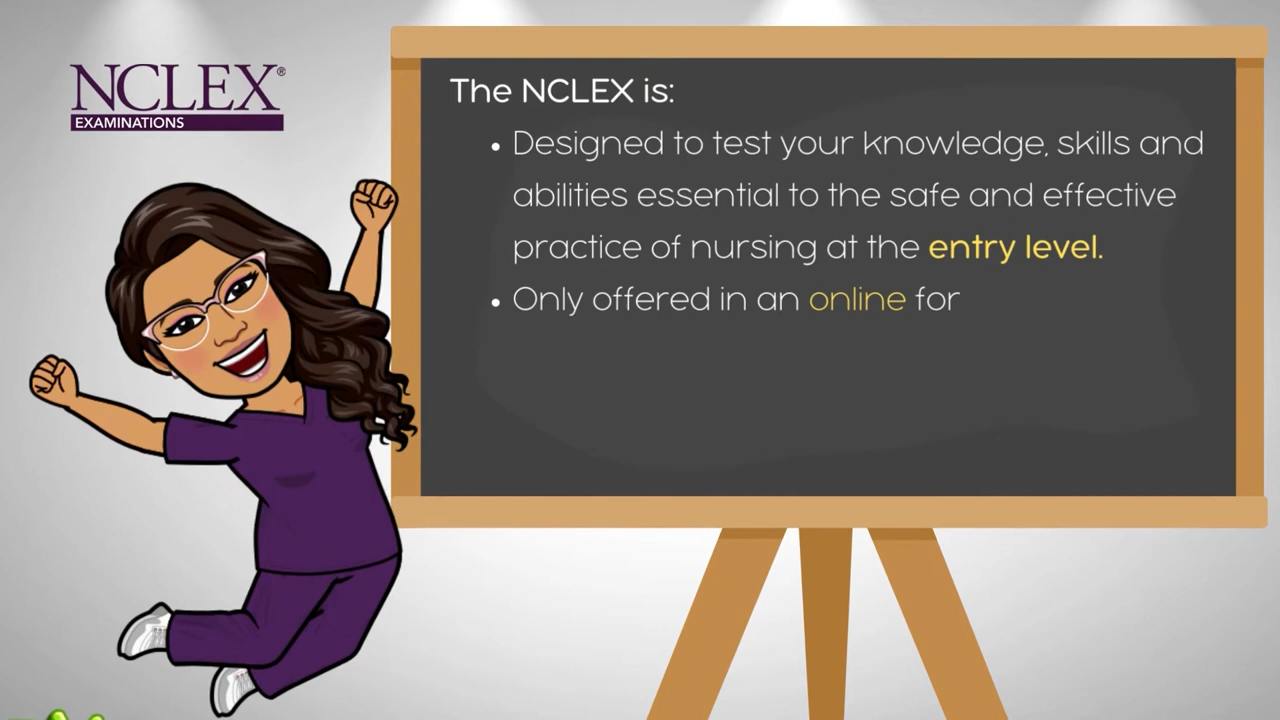 NCLEX®
EXAMINATIONS
The NCLEX is:
• Designed to test your knowledge, skills and
abilities essential to the safe and effective
practice of nursing at the entry level.
• Only offered in an online for